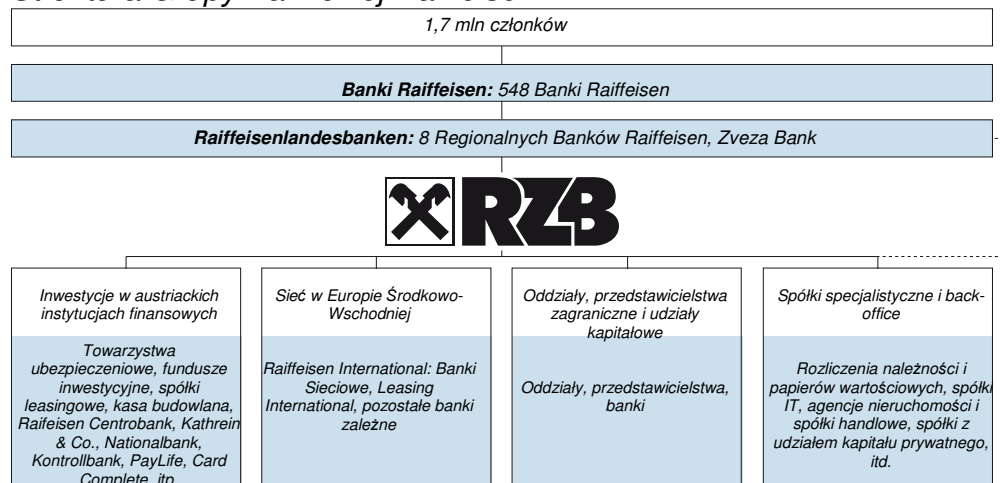 1,7 mln członków
Banki Raiffeisen: 548 Banki Raiffeisen
Raiffeisenlandesbanken: 8 Regionalnych Banków Raiffeisen, Zveza Bank
RZB
Inwestycje w austriackich
instytucjach finansowych
Towarzystwa
ubezpieczeniowe, fundusze
inwestycyjne, spółki
leasingowe, kasa budowlana,
Raifeisen Centrobank, Kathrein
& Co., Nationalbank,
Kontrollbank, PayLife, Card
Complete, itp
Sieć w Europie Środkowo-
Wschodniej
Raiffeisen International: Banki
Sieciowe, Leasing
International, pozostałe banki
zależne
Oddziały, przedstawicielstwa
zagraniczne i udziały
kapitałowe
Oddziały, przedstawicielstwa,
banki
Spółki specjalistyczne i back-
office
Rozliczenia należności i
papierów wartościowych, spółki
IT, agencje nieruchomości i
spółki handlowe, spółki z
udziałem kapitału prywatnego,
itd.